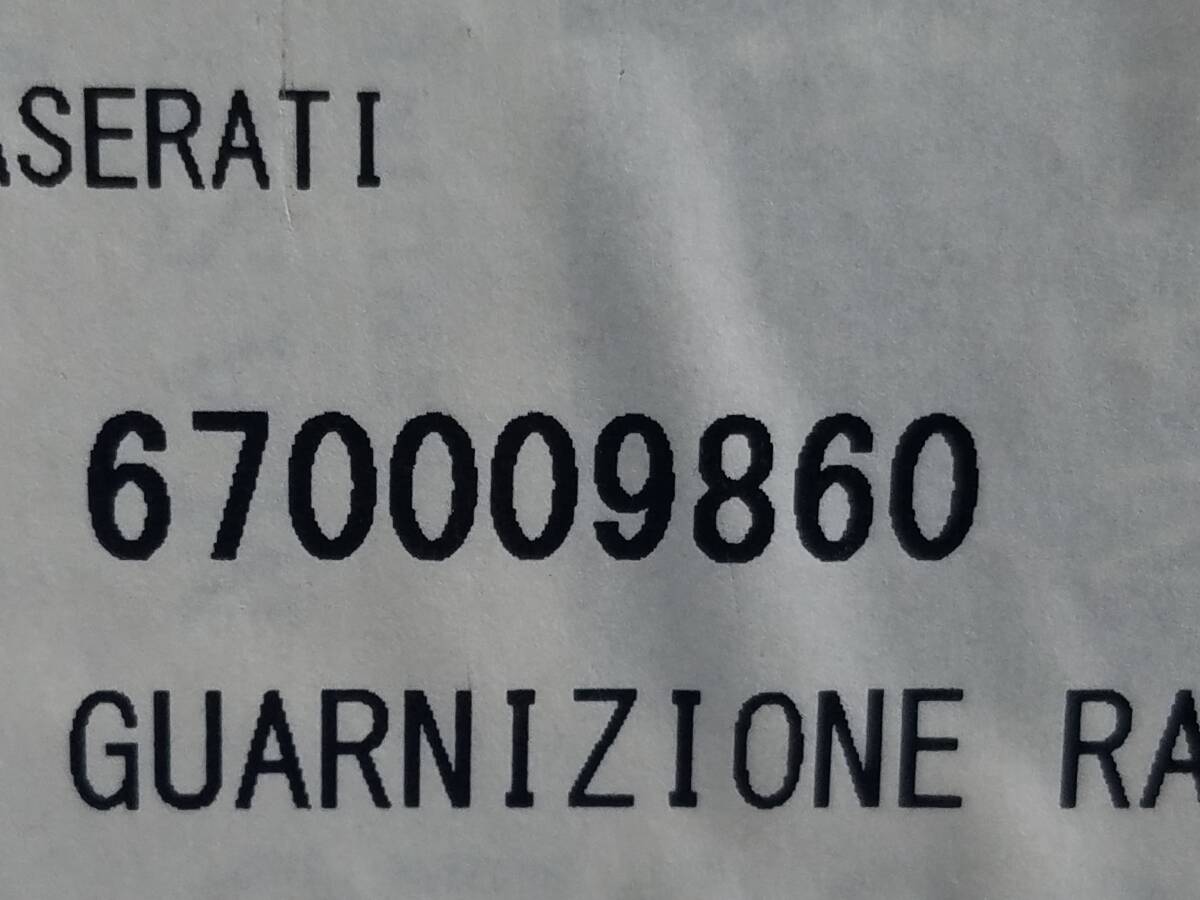 ASERATI
670009860
GUARNIZIONE RA